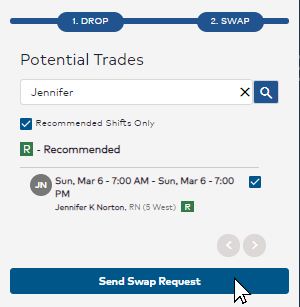 1. DROP 2. SWAP
Potential Trades
Jennifer
Recommended Shifts Only
R - Recommended
JN Sun, Mar 6 - 7:00 AM - Sun, Mar 6 - 7:00
PM
Jennifer K Norton, RN (5 West) R
Send Swap Request